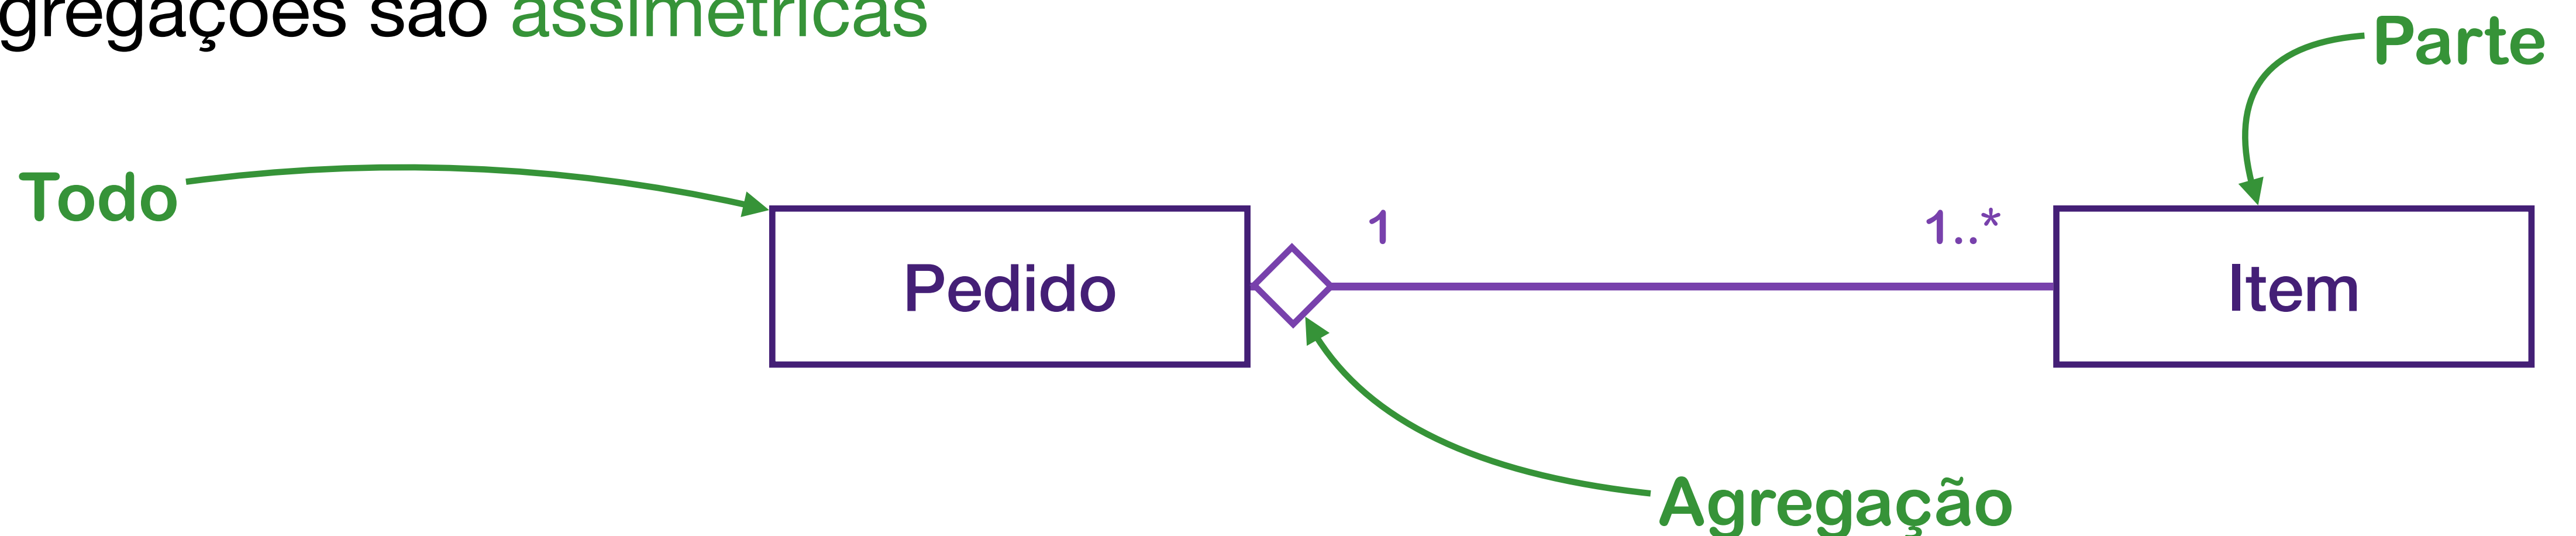 gregações são assimétricas
Parte
Todo
1
1..*
Pedido
Item
Agregação